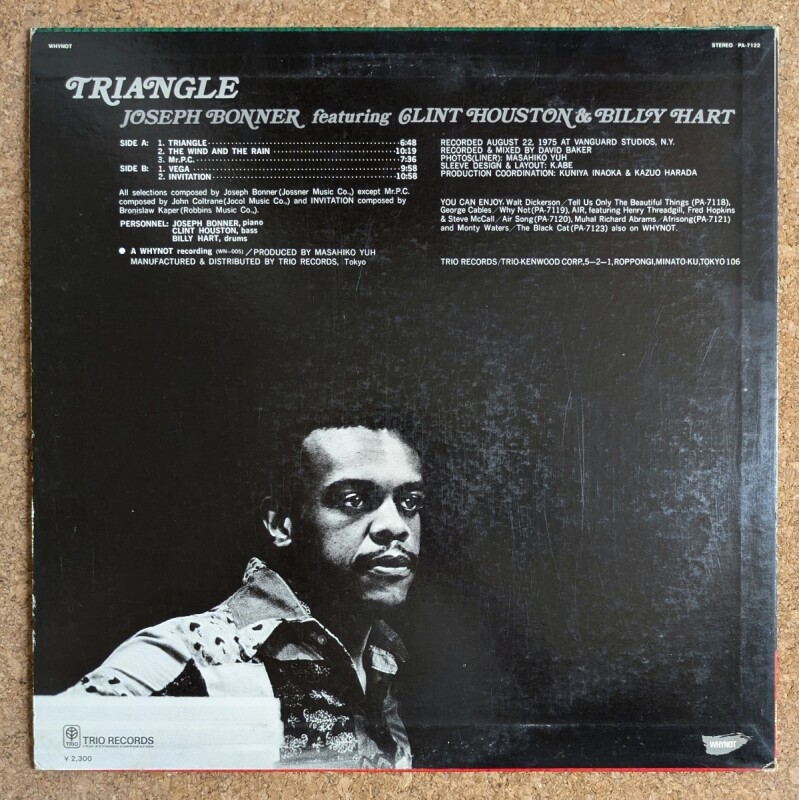 WHYNOT
STEREO PA-7122
TRIANGLE
JOSEPH BONNER featuring CLINT HOUSTON & BILLY HART
SIDE A: 1. TRIANGLE 6:48
2. THE WIND AND THE RAIN 10:19
3. Mr.P.C. 7:36
SIDE B: 1. VEGA 9:58
2. INVITATION 10:58
All selections composed by Joseph Bonner (Jossner Music Co.,) except Mr.P.C.
composed by John Coltrane (Jocol Music Co.,) and INVITATION composed by
Bronislaw Kaper (Robbins Music Co.,).
PERSONNEL: JOSEPH BONNER, piano
CLINT HOUSTON, bass
BILLY HART, drums
● A WHYNOT recording (WN-005) / PRODUCED BY MASAHIKO YUH
MANUFACTURED & DISTRIBUTED BY TRIO RECORDS, Tokyo
RECORDED AUGUST 22, 1975 AT VANGUARD STUDIOS, N.Y.
RECORDED & MIXED BY DAVID BAKER
PHOTOS(LINER): MASAHIKO YUH
SLEEVE DESIGN & LAYOUT: K.ABE
PRODUCTION COORDINATION: KUNIYA INAOKA & KAZUO HARADA
YOU CAN ENJOY: Walt Dickerson / Tell Us Only The Beautiful Things (PA-7118),
George Cables / Why Not (PA-7119), AIR, featuring Henry Threadgill, Fred Hopkins
& Steve McCall / Air Song (PA-7120), Muhal Richard Abrams / Afrisong (PA-7121)
and Monty Waters / The Black Cat (PA-7123) also on WHYNOT.
TRIO RECORDS/TRIO-KENWOOD CORP., 5-2-1, ROPPONGI, MINATO-KU, TOKYO 106
TRIO
TRIO RECORDS
¥ 2,300
WHYNOT